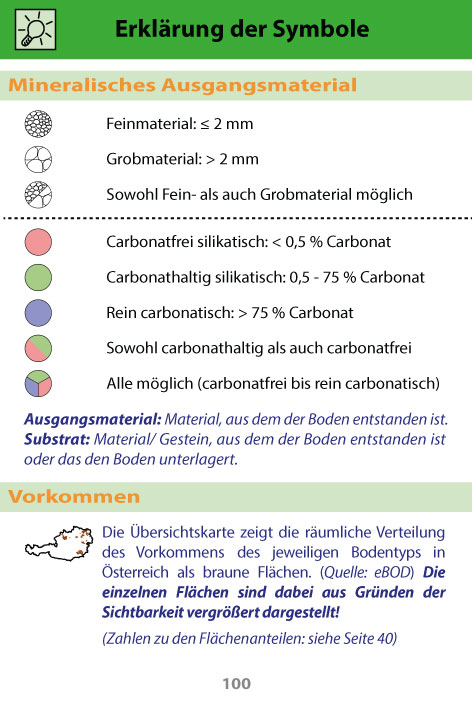 Erklärung der Symbole
Mineralisches Ausgangsmaterial
Feinmaterial: ≤ 2 mm
Grobmaterial: > 2 mm
Sowohl Fein- als auch Grobmaterial möglich
Carbonatfrei silikatisch: < 0,5 % Carbonat
Carbonathaltig silikatisch: 0,5 - 75 % Carbonat
Rein carbonatisch: > 75 % Carbonat
Sowohl carbonathaltig als auch carbonatfrei
Alle möglich (carbonatfrei bis rein carbonatisch)
Ausgangsmaterial: Material, aus dem der Boden entstanden ist.
Substrat: Material/ Gestein, aus dem der Boden entstanden ist
oder das den Boden unterlagert.
Vorkommen
Die Übersichtskarte zeigt die räumliche Verteilung
des Vorkommens des jeweiligen Bodentyps in
Österreich als braune Flächen. (Quelle: eBOD) Die
einzelnen Flächen sind dabei aus Gründen der
Sichtbarkeit vergrößert dargestellt!
(Zahlen zu den Flächenanteilen: siehe Seite 40)
100